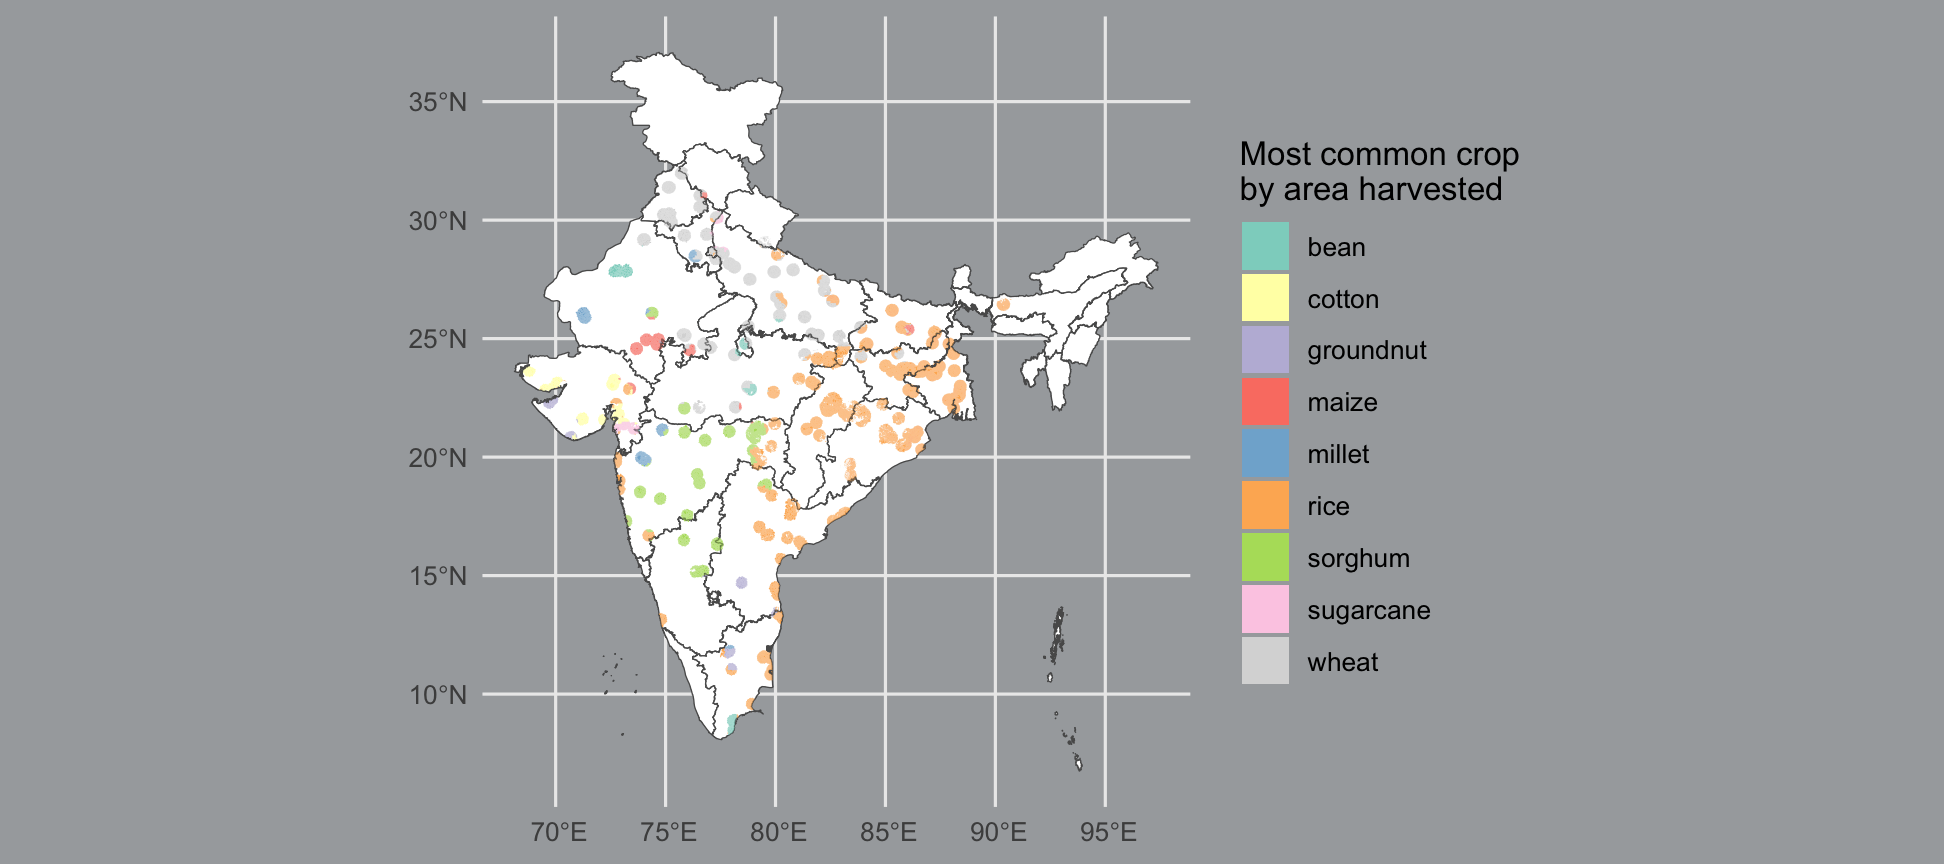 35°N
30°N
25°N
20°N
15°N
10°N
70°E 75°E 80°E 85°E 90°E 95°E
Most common crop
by area harvested
bean
cotton
groundnut
maize
millet
rice
sorghum
sugarcane
wheat